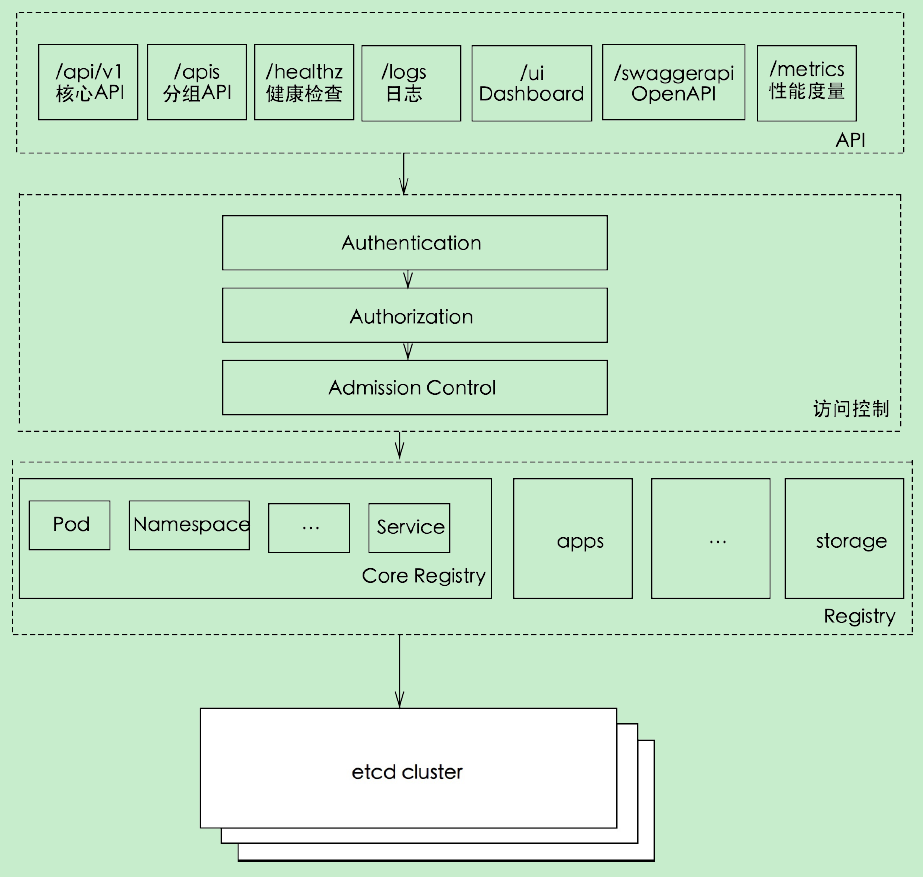 /api/v1
核心API
/apis
分组API
/healthz
健康检查
/logs
日志
/ui
Dashboard
/swaggerapi
OpenAPI
/metrics
性能度量
API
Authentication
Authorization
Admission Control
访问控制
Pod
Namespace
...
Service
Core Registry
apps
...
storage
Registry
etcd cluster